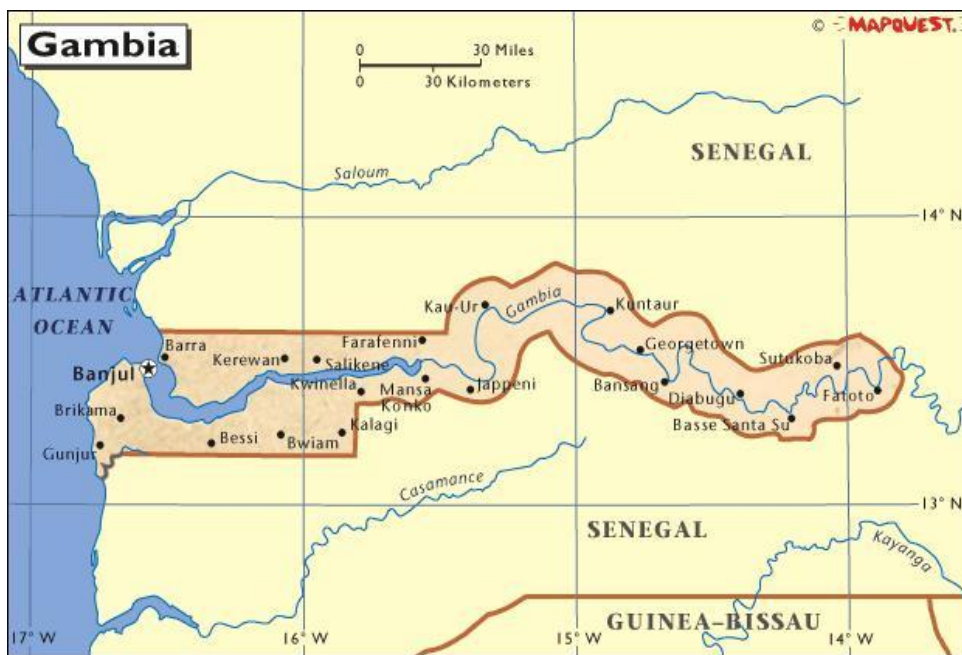 Gambia
© MAPQUEST.
0 30 Miles
0 30 Kilometers
SENEGAL
Saloum
14° N
ATLANTIC
OCEAN
Kau-Ur
Gambia
Kuntaur
Barra
Farafenni
Georgetown
Kerewan
Salikene
Sutukoba
Banjul
Kwinella
Mansa
Konko
Jappeni
Bansang
Diabugu
Fatoto
Brikama
Basse Santa Su
Gunjur
Bessi
Bwiam
Kalagi
Casamance
13° N
SENEGAL
Kayanga
GUINEA–BISSAU
17° W
16° W
15° W
14° W